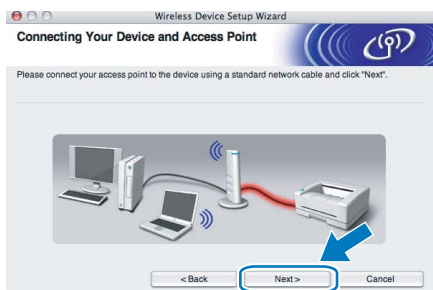 Wireless Device Setup Wizard
Connecting Your Device and Access Point
Please connect your access point to the device using a standard network cable and click "Next".
< Back
Next >
Cancel